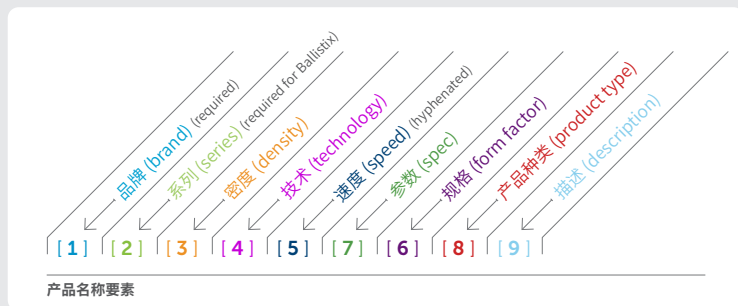 品牌 (brand) (required)
系列 (series) (required for Ballistix)
密度 (density)
技术 (technology)
速度 (speed) (hyphenated)
参数 (spec)
规格 (form factor)
产品种类 (product type)
描述 (description)
[ 1 ] [ 2 ] [ 3 ] [ 4 ] [ 5 ] [ 7 ] [ 6 ] [ 8 ] [ 9 ]
产品名称要素